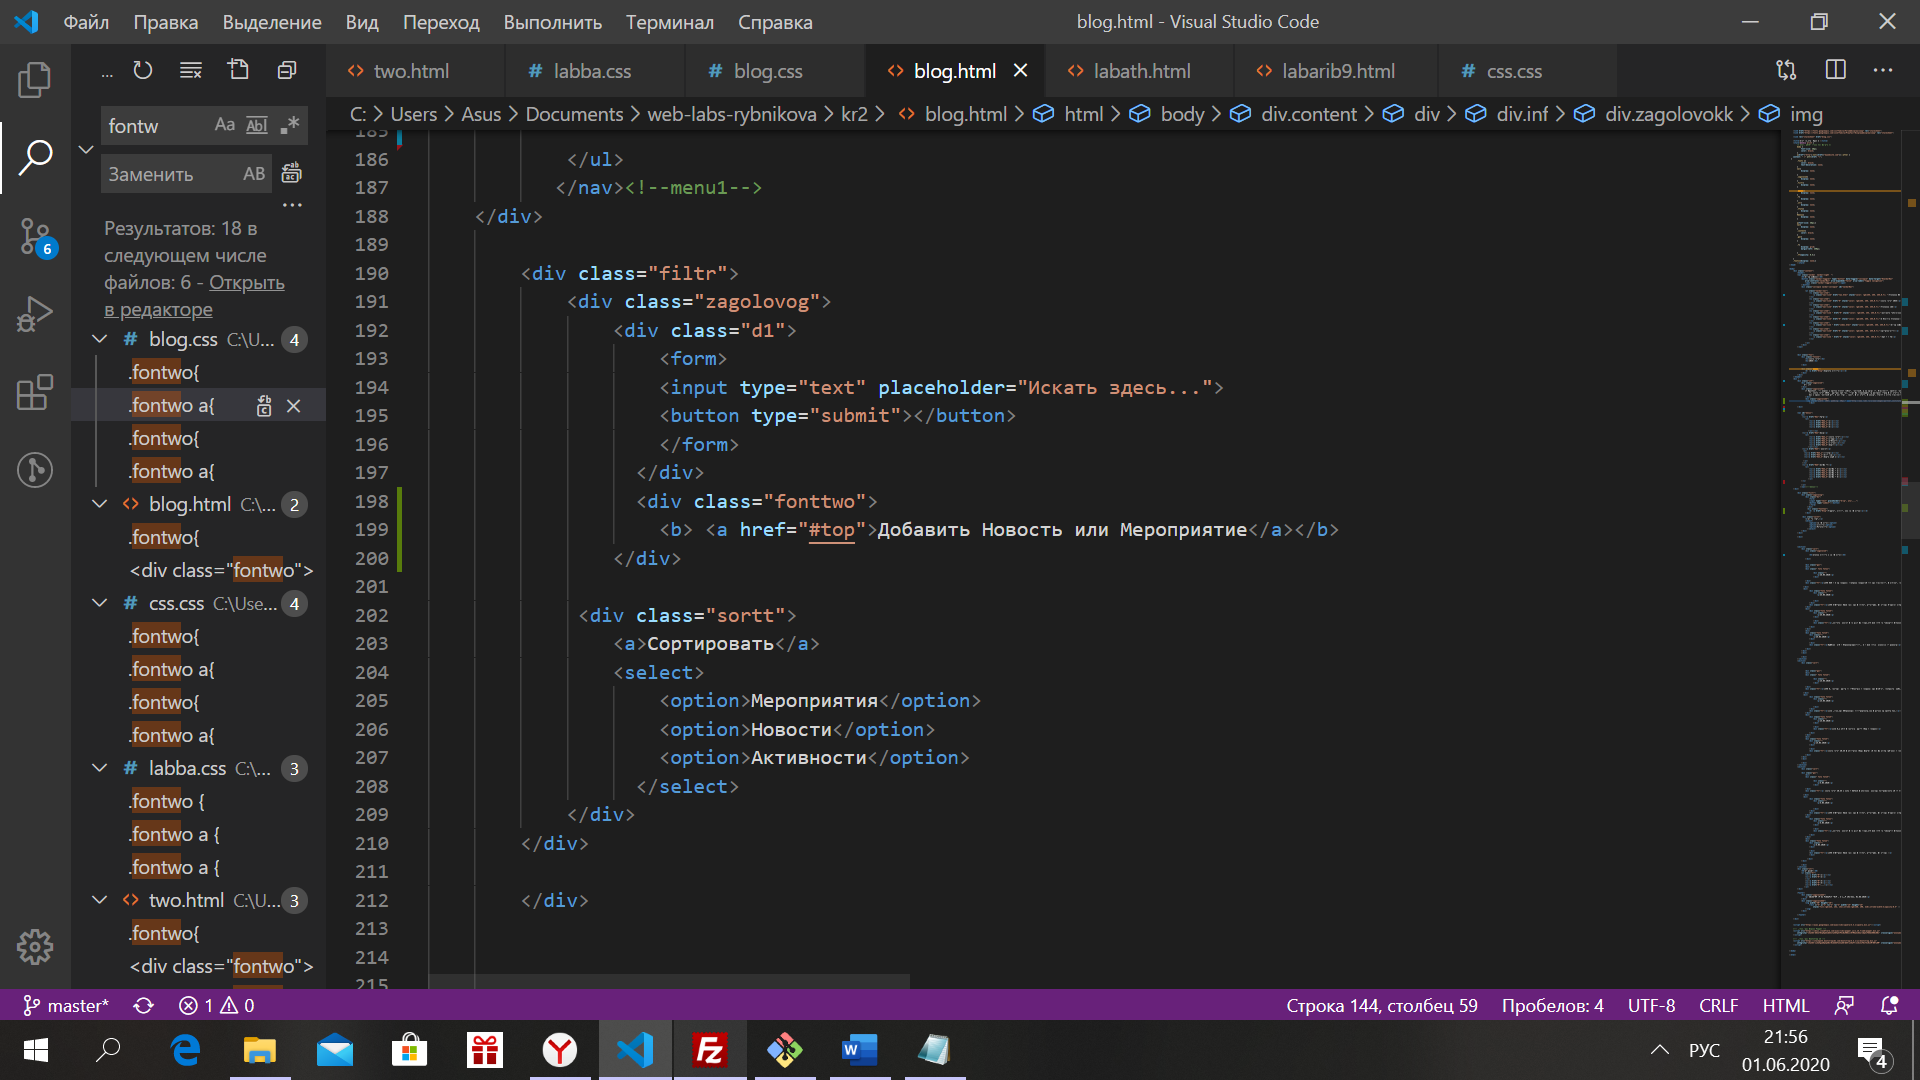 Файл Правка Выделение Вид Переход Выполнить Терминал Справка
blog.html - Visual Studio Code
two.html labba.css blog.css blog.html labath.html labarib9.html css.css
C: > Users > Asus > Documents > web-labs-rybnikova > kr2 > blog.html > html > body > div.content > div > div.inf > div.zagolovokk > img
fontw
Aa Abl .*
Заменить
AB
...
Результатов: 18 в
следующем числе
файлов: 6 - Открыть
в редакторе
blog.css C:\U... 4
.fontwo{
.fontwo a{
.fontwo{
.fontwo a{
blog.html C:\... 2
.fontwo{
<div class="fontwo">
css.css C:\Use... 4
.fontwo{
.fontwo a{
.fontwo{
.fontwo a{
labba.css C:\... 3
.fontwo {
.fontwo a {
.fontwo a {
two.html C:\U... 3
.fontwo{
<div class="fontwo">
6
185
186 </ul>
187 </nav><!--menu1-->
188 </div>
189
190 <div class="filtr">
191 <div class="zagolovog">
192 <div class="d1">
193 <form>
194 <input type="text" placeholder="Искать здесь...">
195 <button type="submit"></button>
196 </form>
197 </div>
198 <div class="fonttwo">
199 <b> <a href="#top">Добавить Новость или Мероприятие</a></b>
200 </div>
201
202 <div class="sortt">
203 <a>Сортировать</a>
204 <select>
205 <option>Мероприятия</option>
206 <option>Новости</option>
207 <option>Активности</option>
208 </select>
209 </div>
210 </div>
211
212 </div>
213
214
215
master* 1 0
Строка 144, столбец 59 Пробелов: 4 UTF-8 CRLF HTML
РУС
21:56
01.06.2020
4